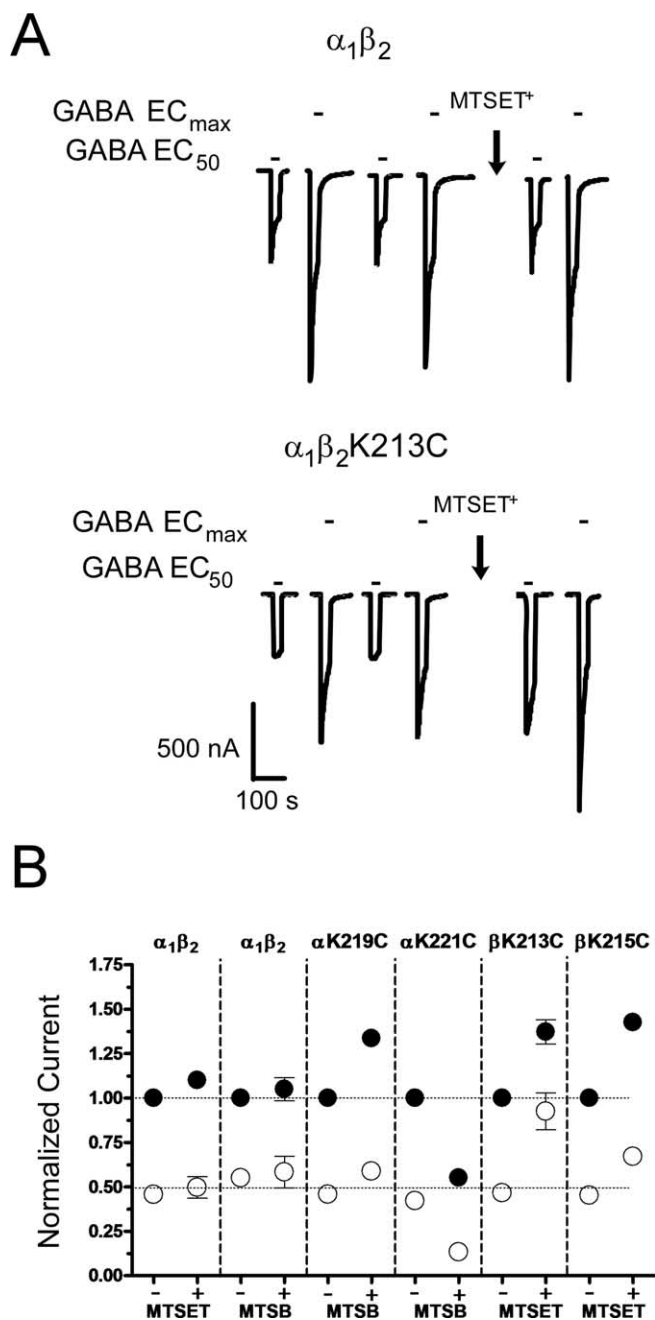 A
α₁β₂
GABA ECmax
MTSET⁺
GABA EC₅₀
α₁β₂K213C
MTSET⁺
GABA ECmax
GABA EC₅₀
500 nA
100 s
B
α₁β₂ α₁β₂ αK219C αK221C βK213C βK215C
1.75
1.50
1.25
1.00
0.75
0.50
0.25
0.00
Normalized Current
- + - + - + - + - + - +
MTSET MTSB MTSB MTSB MTSET MTSET